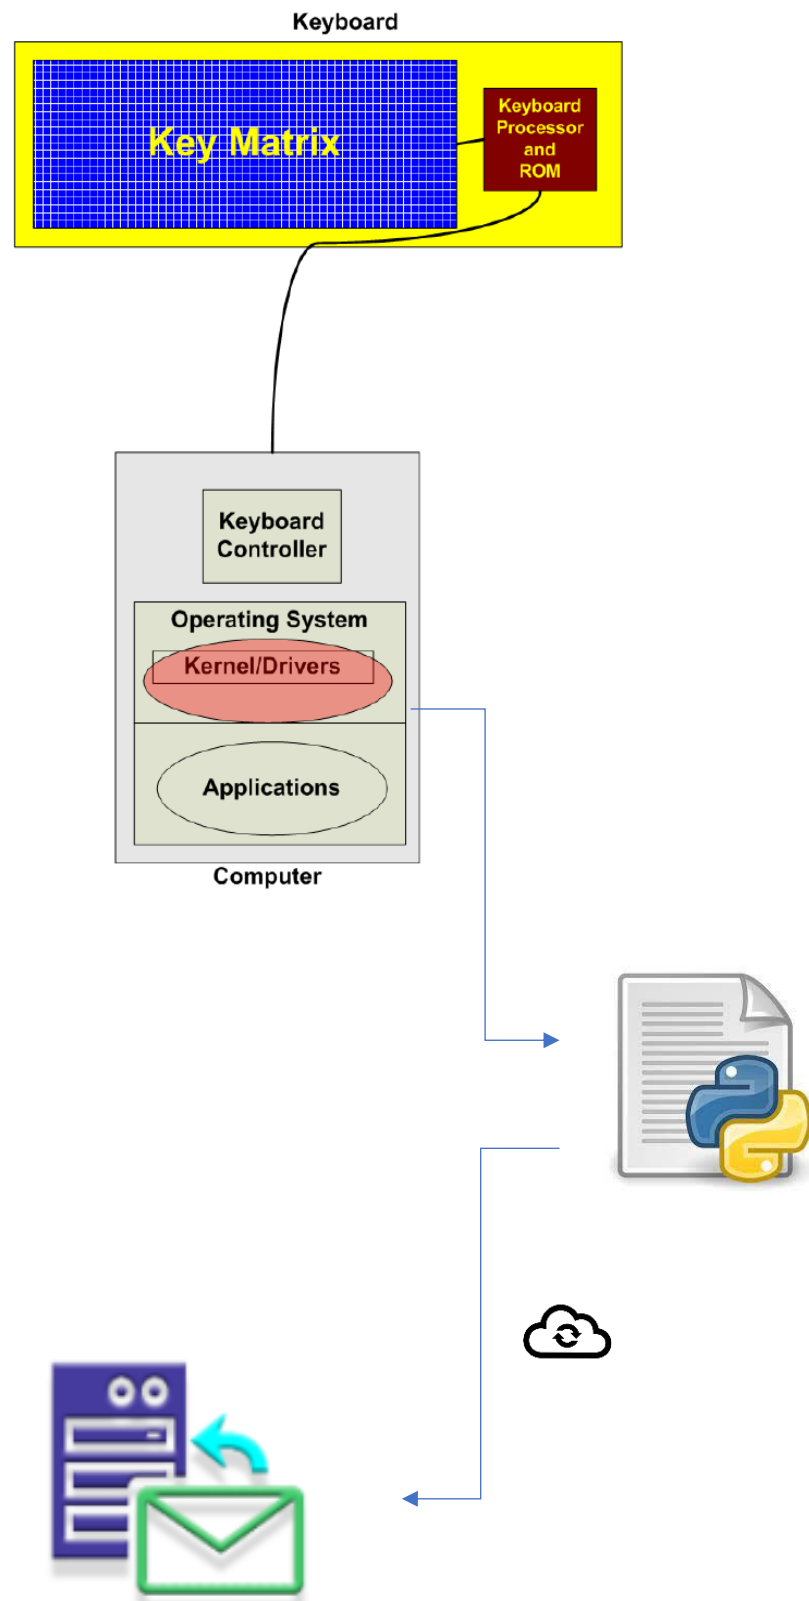 Keyboard
Key Matrix
Keyboard
Processor
and
ROM
Keyboard
Controller
Operating System
Kernel/Drivers
Applications
Computer